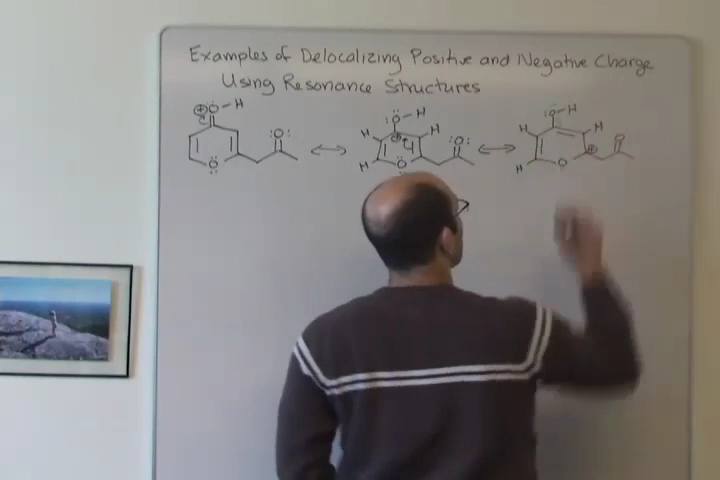 Examples of Delocalizing Positive and Negative Charge
Using Resonance Structures
⊕ :O-H :O: :O-H :O-H
H ⊕ H :O: H H O
O H O H O ⊕